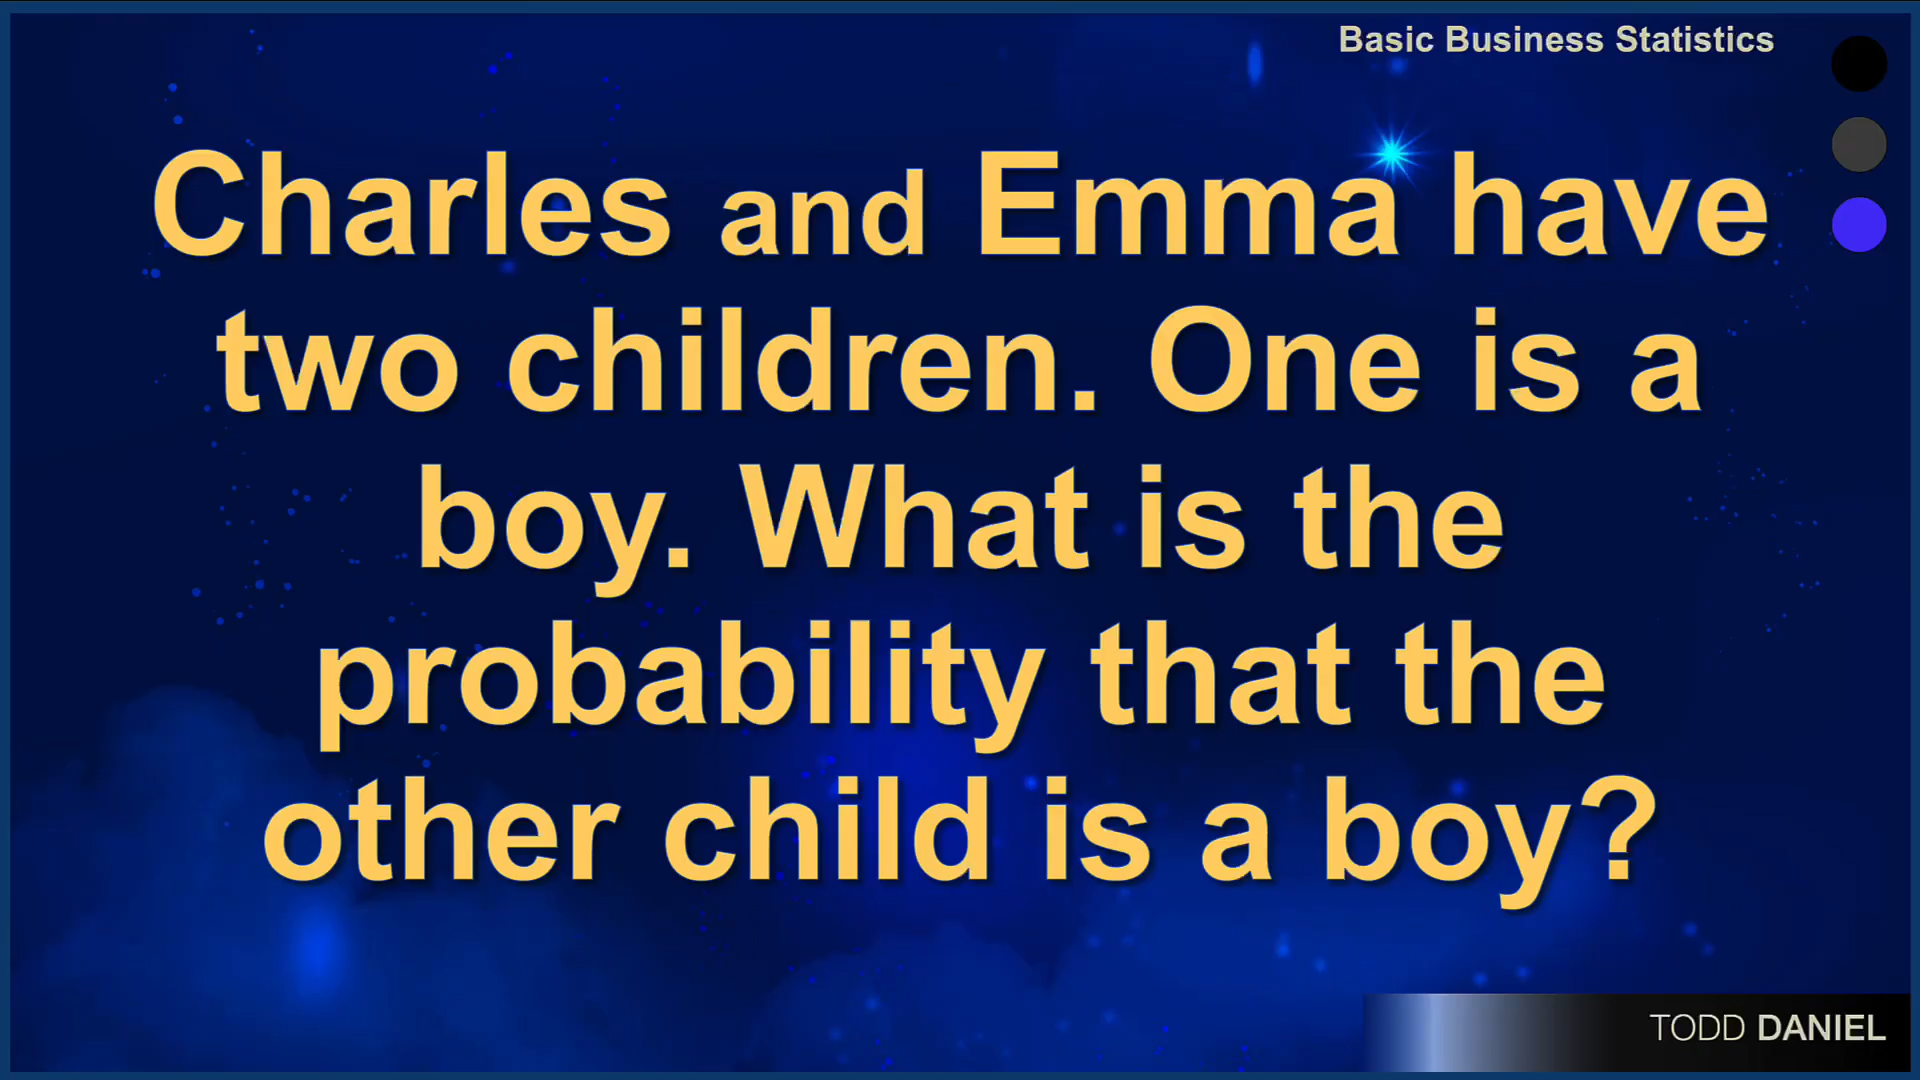 Basic Business Statistics
Charles and Emma have
two children. One is a
boy. What is the
probability that the
other child is a boy?
TODD DANIEL